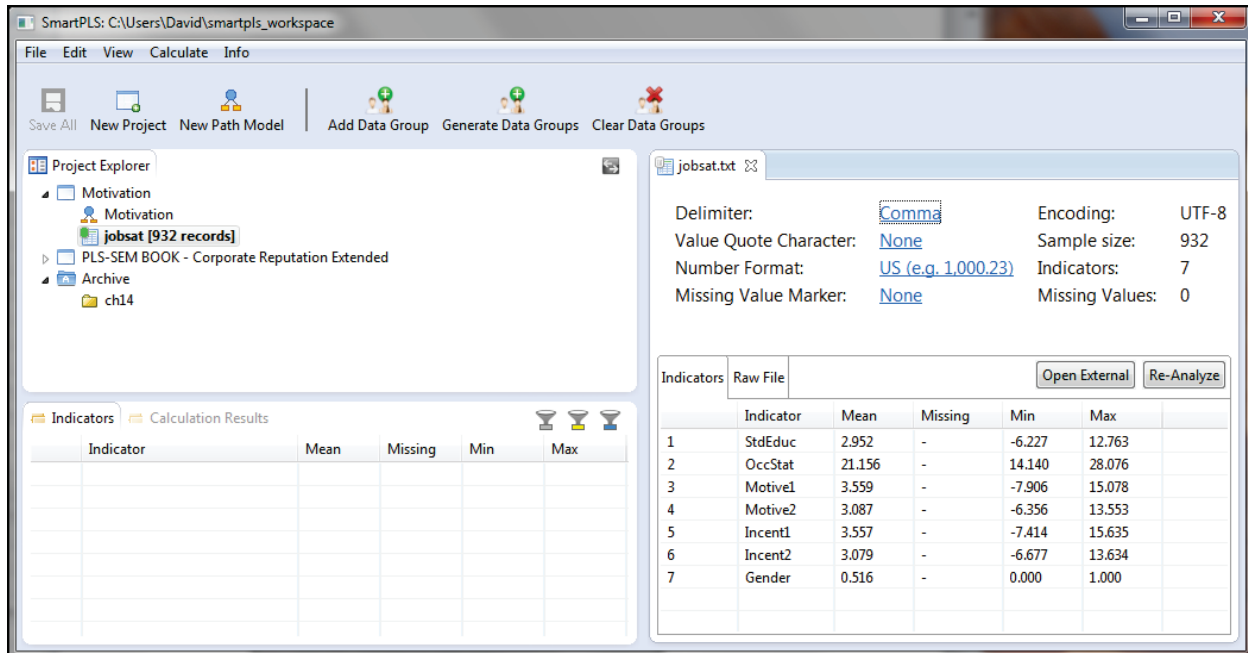 SmartPLS: C:\Users\David\smartpls_workspace
File Edit View Calculate Info
Save All New Project New Path Model Add Data Group Generate Data Groups Clear Data Groups
Project Explorer
Motivation
Motivation
jobsat [932 records]
PLS-SEM BOOK - Corporate Reputation Extended
Archive
ch14
Indicators Calculation Results
Indicator Mean Missing Min Max
jobsat.txt
Delimiter: Comma Encoding: UTF-8
Value Quote Character: None Sample size: 932
Number Format: US (e.g. 1,000.23) Indicators: 7
Missing Value Marker: None Missing Values: 0
Indicators Raw File Open External Re-Analyze
Indicator Mean Missing Min Max
1 StdEduc 2.952 - -6.227 12.763
2 OccStat 21.156 - 14.140 28.076
3 Motive1 3.559 - -7.906 15.078
4 Motive2 3.087 - -6.356 13.553
5 Incent1 3.557 - -7.414 15.635
6 Incent2 3.079 - -6.677 13.634
7 Gender 0.516 - 0.000 1.000